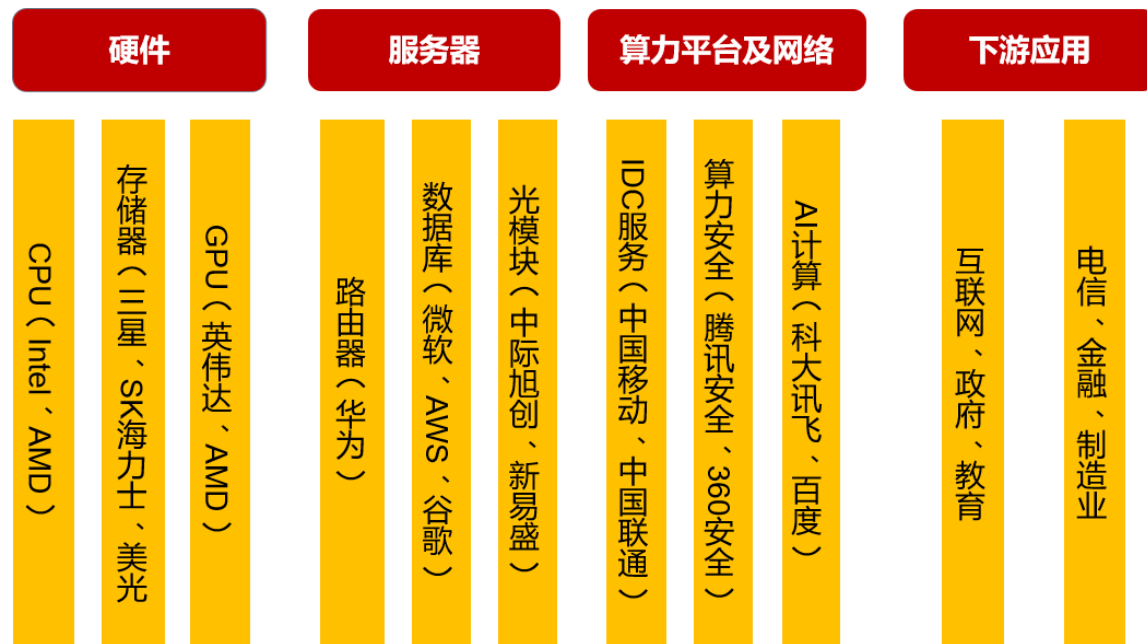 硬件
服务器
算力平台及网络
下游应用
CPU（Intel、AMD）
存储器（三星、SK海力士、美光
GPU（英伟达、AMD）
路由器（华为）
数据库（微软、AWS、谷歌）
光模块（中际旭创、新易盛）
IDC服务（中国移动、中国联通）
算力安全（腾讯安全、360安全）
AI计算（科大讯飞、百度）
互联网、政府、教育
电信、金融、制造业